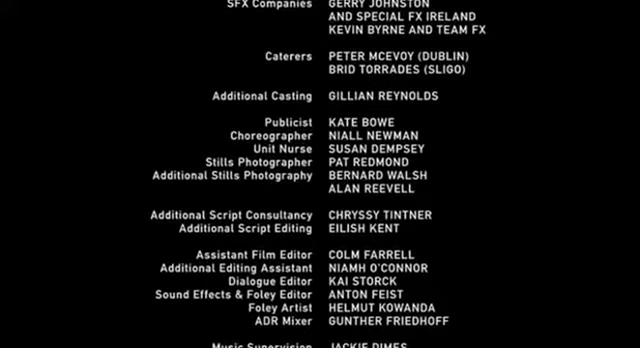 SFX Companies GERRY JOHNSTON
AND SPECIAL FX IRELAND
KEVIN BYRNE AND TEAM FX
Caterers PETER MCEVOY (DUBLIN)
BRID TORRADES (SLIGO)
Additional Casting GILLIAN REYNOLDS
Publicist KATE BOWE
Choreographer NIALL NEWMAN
Unit Nurse SUSAN DEMPSEY
Stills Photographer PAT REDMOND
Additional Stills Photography BERNARD WALSH
ALAN REEVELL
Additional Script Consultancy CHRYSSY TINTNER
Additional Script Editing EILISH KENT
Assistant Film Editor COLM FARRELL
Additional Editing Assistant NIAMH O'CONNOR
Dialogue Editor KAI STORCK
Sound Effects & Foley Editor ANTON FEIST
Foley Artist HELMUT KOWANDA
ADR Mixer GUNTHER FRIEDHOFF
Music Supervision JACKIE DIMES